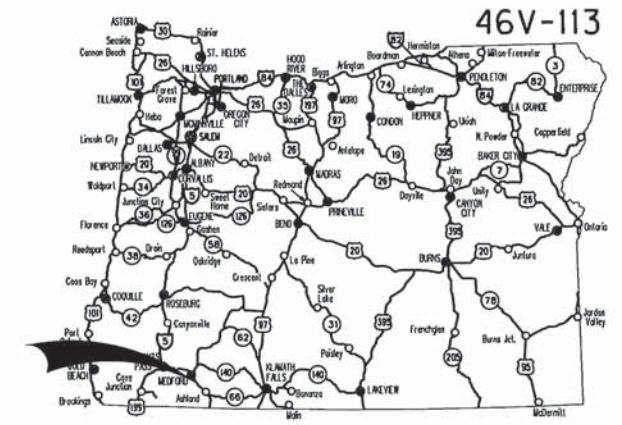 46V-113
ASTORIA
30
Rainier
Seaside
Cannon Beach
26
ST. HELENS
HILLSBORO
PORTLAND
84
HOOD RIVER
THE DALLES
Biggs
Arlington
Boardman
82
Hermiston
Athena
Milton-Freewater
3
101
TILLAMOOK
Forest Grove
OREGON CITY
26
35
197
MORO
74
Lexington
PENDLETON
84
82
ENTERPRISE
LA GRANDE
Hebo
McMINNVILLE
Maupin
97
CONDON
HEPPNER
Ukiah
N. Powder
Copperfield
Lincoln City
DALLAS
SALEM
26
Antelope
395
BAKER CITY
NEWPORT
20
ALBANY
22
Detroit
MADRAS
19
John Day
7
Waldport
34
CORVALLIS
5
Sweet Home
20
Redmond
26
Dayville
Unity
26
Junction City
Sisters
PRINEVILLE
CANYON CITY
36
126
EUGENE
126
BEND
395
VALE
Ontario
Florence
Goshen
58
20
BURNS
20
Juntura
Reedsport
38
Drain
Oakridge
La Pine
Coos Bay
Crescent
Silver Lake
78
COQUILLE
ROSEBURG
97
31
395
Jordan Valley
101
42
Canyonville
62
Frenchglen
Burns Jct.
Port
5
Paisley
205
95
GOLD BEACH
PASS
MEDFORD
140
KLAMATH FALLS
140
LAKEVIEW
Cave Junction
Ashland
66
Bonanza
Brookings
199
Malin
McDermitt